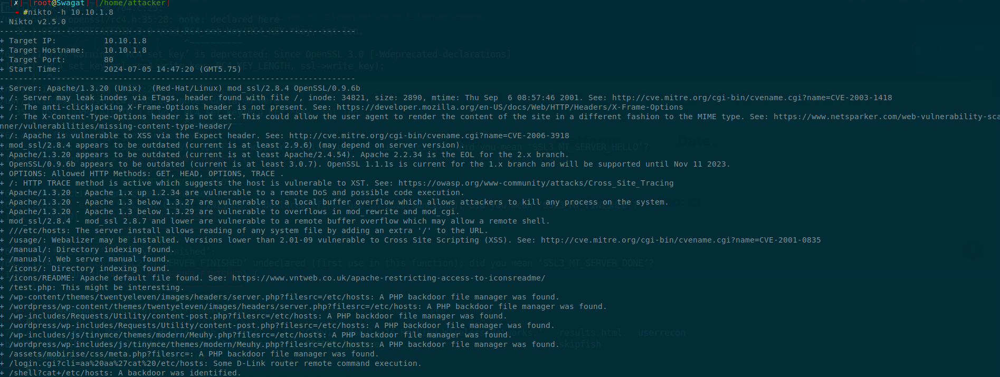 ┌─[✗]─[root@Swagat]─[/home/attacker]
└──╼ #nikto -h 10.10.1.8
- Nikto v2.5.0
---------------------------------------------------------------------------
+ Target IP:          10.10.1.8
+ Target Hostname:    10.10.1.8
+ Target Port:        80
+ Start Time:         2024-07-05 14:47:20 (GMT5.75)
---------------------------------------------------------------------------
+ Server: Apache/1.3.20 (Unix)  (Red-Hat/Linux) mod_ssl/2.8.4 OpenSSL/0.9.6b
+ /: Server may leak inodes via ETags, header found with file /, inode: 34821, size: 2890, mtime: Thu Sep  6 08:57:46 2001. See: http://cve.mitre.org/cgi-bin/cvename.cgi?name=CVE-2003-1418
+ /: The anti-clickjacking X-Frame-Options header is not present. See: https://developer.mozilla.org/en-US/docs/Web/HTTP/Headers/X-Frame-Options
+ /: The X-Content-Type-Options header is not set. This could allow the user agent to render the content of the site in a different fashion to the MIME type. See: https://www.netsparker.com/web-vulnerability-sca
nner/vulnerabilities/missing-content-type-header/
+ /: Apache is vulnerable to XSS via the Expect header. See: http://cve.mitre.org/cgi-bin/cvename.cgi?name=CVE-2006-3918
+ mod_ssl/2.8.4 appears to be outdated (current is at least 2.9.6) (may depend on server version).
+ Apache/1.3.20 appears to be outdated (current is at least Apache/2.4.54). Apache 2.2.34 is the EOL for the 2.x branch.
+ OpenSSL/0.9.6b appears to be outdated (current is at least 3.0.7). OpenSSL 1.1.1s is current for the 1.x branch and will be supported until Nov 11 2023.
+ OPTIONS: Allowed HTTP Methods: GET, HEAD, OPTIONS, TRACE .
+ /: HTTP TRACE method is active which suggests the host is vulnerable to XST. See: https://owasp.org/www-community/attacks/Cross_Site_Tracing
+ Apache/1.3.20 - Apache 1.x up 1.2.34 are vulnerable to a remote DoS and possible code execution.
+ Apache/1.3.20 - Apache 1.3 below 1.3.27 are vulnerable to a local buffer overflow which allows attackers to kill any process on the system.
+ Apache/1.3.20 - Apache 1.3 below 1.3.29 are vulnerable to overflows in mod_rewrite and mod_cgi.
+ mod_ssl/2.8.4 - mod_ssl 2.8.7 and lower are vulnerable to a remote buffer overflow which may allow a remote shell.
+ ///etc/hosts: The server install allows reading of any system file by adding an extra '/' to the URL.
+ /usage/: Webalizer may be installed. Versions lower than 2.01-09 vulnerable to Cross Site Scripting (XSS). See: http://cve.mitre.org/cgi-bin/cvename.cgi?name=CVE-2001-0835
+ /manual/: Directory indexing found.
+ /manual/: Web server manual found.
+ /icons/: Directory indexing found.
+ /icons/README: Apache default file found. See: https://www.vntweb.co.uk/apache-restricting-access-to-iconsreadme/
+ /test.php: This might be interesting.
+ /wp-content/themes/twentyeleven/images/headers/server.php?filesrc=/etc/hosts: A PHP backdoor file manager was found.
+ /wordpress/wp-content/themes/twentyeleven/images/headers/server.php?filesrc=/etc/hosts: A PHP backdoor file manager was found.
+ /wp-includes/Requests/Utility/content-post.php?filesrc=/etc/hosts: A PHP backdoor file manager was found.
+ /wordpress/wp-includes/Requests/Utility/content-post.php?filesrc=/etc/hosts: A PHP backdoor file manager was found.
+ /wp-includes/js/tinymce/themes/modern/Meuhy.php?filesrc=/etc/hosts: A PHP backdoor file manager was found.
+ /wordpress/wp-includes/js/tinymce/themes/modern/Meuhy.php?filesrc=/etc/hosts: A PHP backdoor file manager was found.
+ /assets/mobirise/css/meta.php?filesrc=: A PHP backdoor file manager was found.
+ /login.cgi?cli=aa%20aa%27cat%20/etc/hosts: Some D-Link router remote command execution.
+ /shell?cat+/etc/hosts: A backdoor was identified.